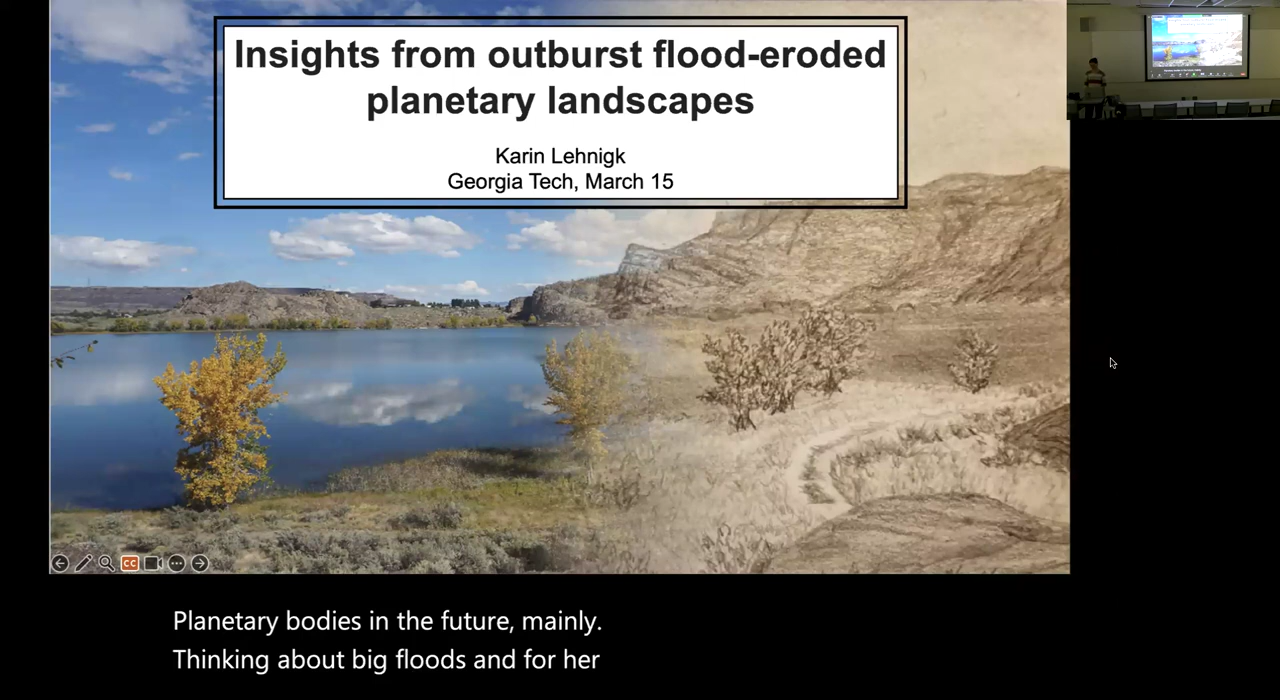 Insights from outburst flood-eroded
planetary landscapes
Karin Lehnigk
Georgia Tech, March 15
CC
Planetary bodies in the future, mainly.
Thinking about big floods and for her